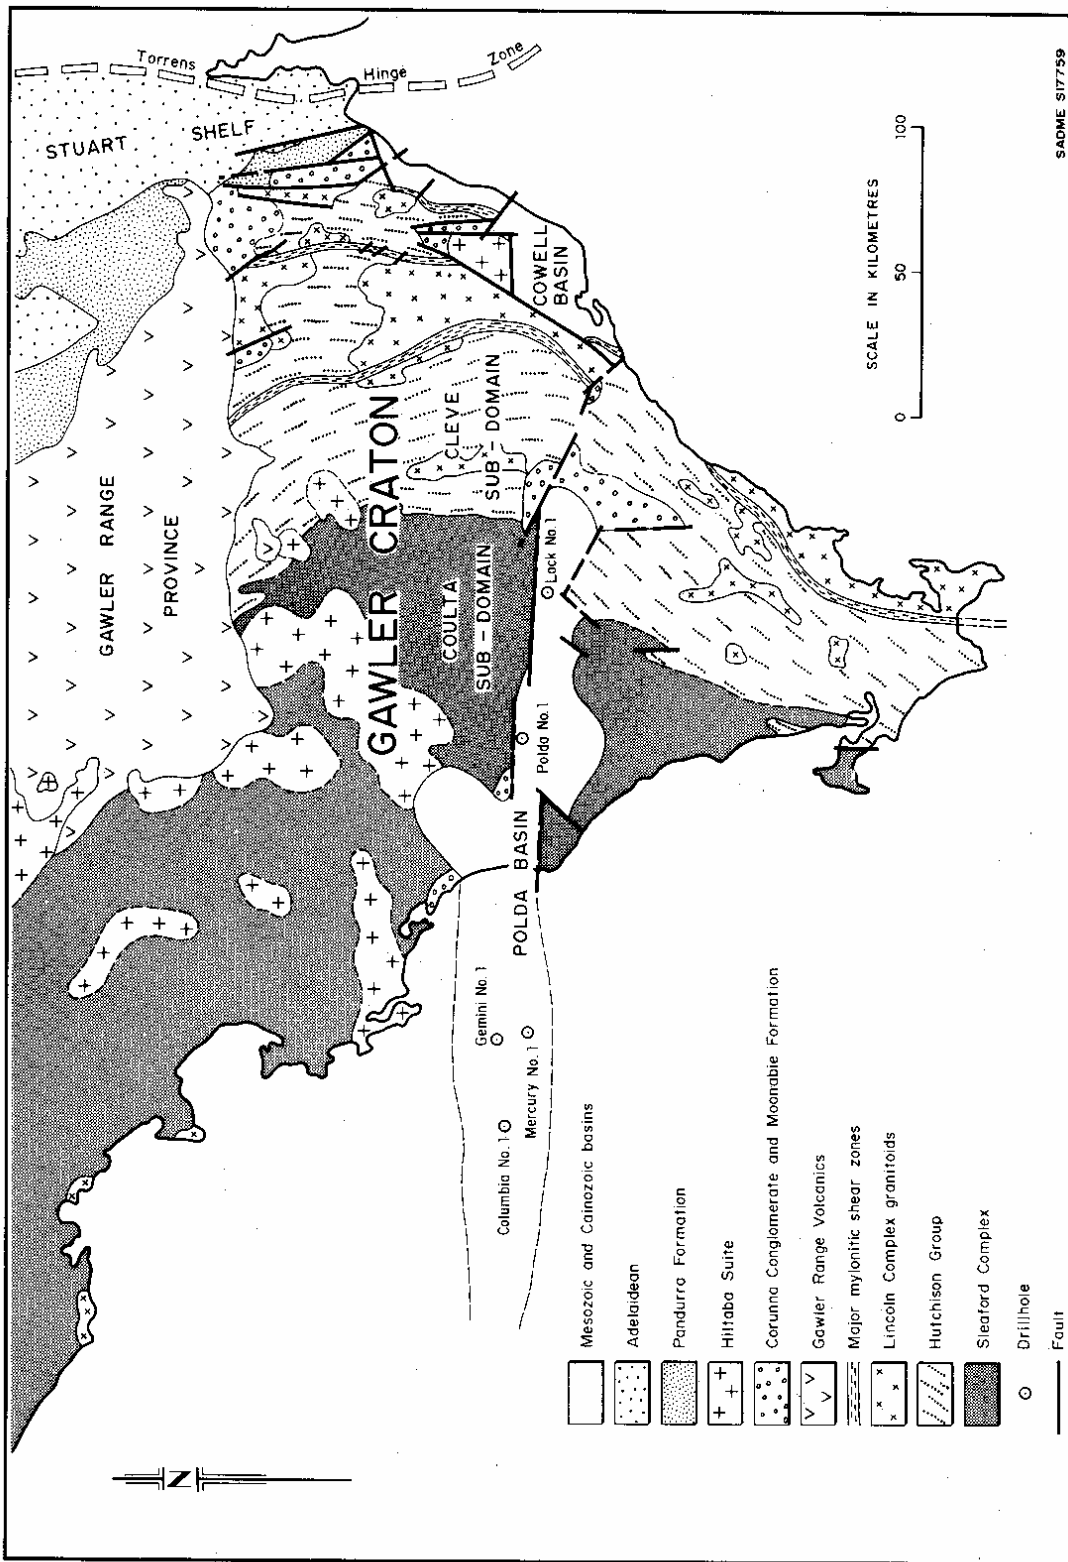 Torrens
Hinge
Zone
STUART
SHELF
GAWLER RANGE
PROVINCE
GAWLER CRATON
CLEVE
SUB - DOMAIN
COULTA
SUB - DOMAIN
COWELL
BASIN
Lock No.1
Polda No.1
POLDA BASIN
Gemini No.1
Mercury No.1
Columbia No.1
SCALE IN KILOMETRES
0 50 100
N
Mesozoic and Cainozoic basins
Adelaidean
Pandurra Formation
Hiltaba Suite
Corunna Conglomerate and Moonabie Formation
Gawler Range Volcanics
Major mylonitic shear zones
Lincoln Complex granitoids
Hutchison Group
Sleaford Complex
Drillhole
Fault
SADME S17759